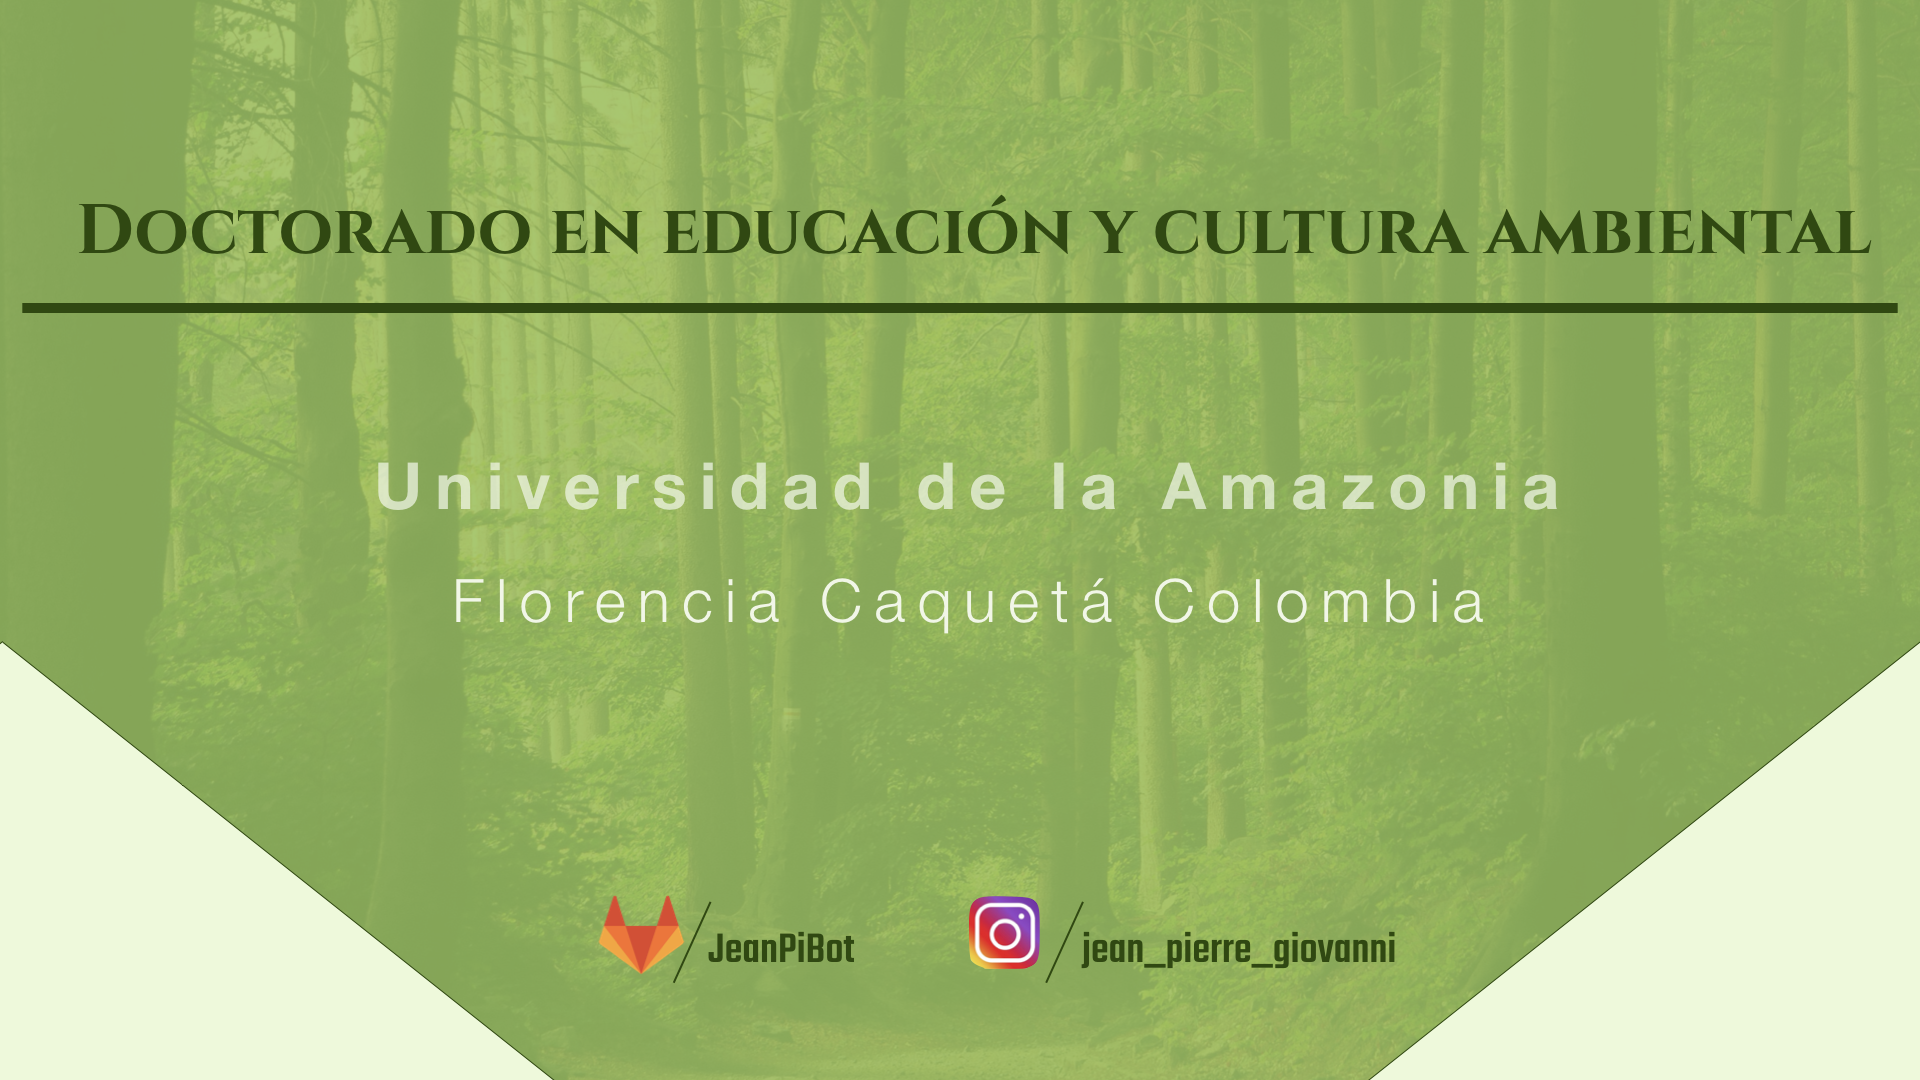 Doctorado en educación y cultura ambiental
Universidad de la Amazonia
Florencia Caquetá Colombia
/JeanPiBot
/jean_pierre_giovanni